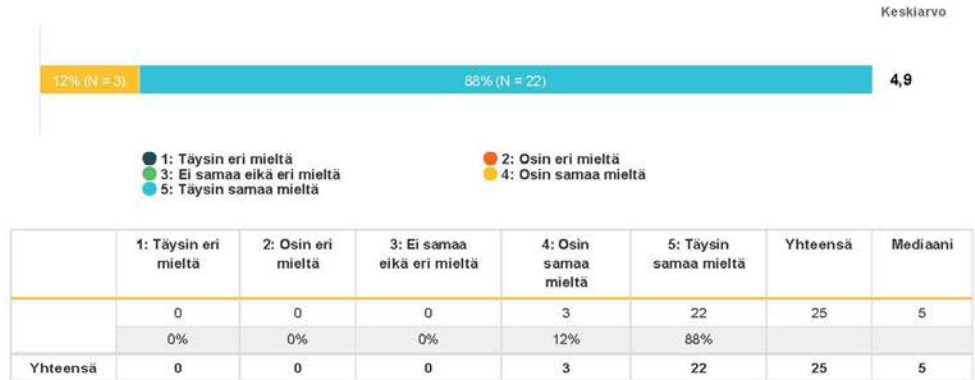 Keskiarvo
12% (N = 3) 88% (N = 22) 4,9
1: Täysin eri mieltä 2: Osin eri mieltä
3: Ei samaa eikä eri mieltä 4: Osin samaa mieltä
5: Täysin samaa mieltä
1: Täysin eri 2: Osin eri 3: Ei samaa 4: Osin 5: Täysin Yhteensä Mediaani
mieltä mieltä eikä eri mieltä samaa samaa mieltä
mieltä
0 0 0 3 22 25 5
0% 0% 0% 12% 88%
Yhteensä 0 0 0 3 22 25 5